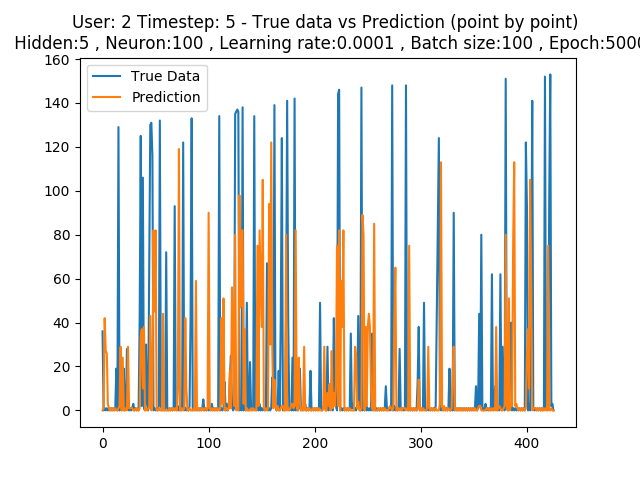 User: 2 Timestep: 5 - True data vs Prediction (point by point)
Hidden:5 , Neuron:100 , Learning rate:0.0001 , Batch size:100 , Epoch:5000
True Data
Prediction
160
140
120
100
80
60
40
20
0
0 100 200 300 400